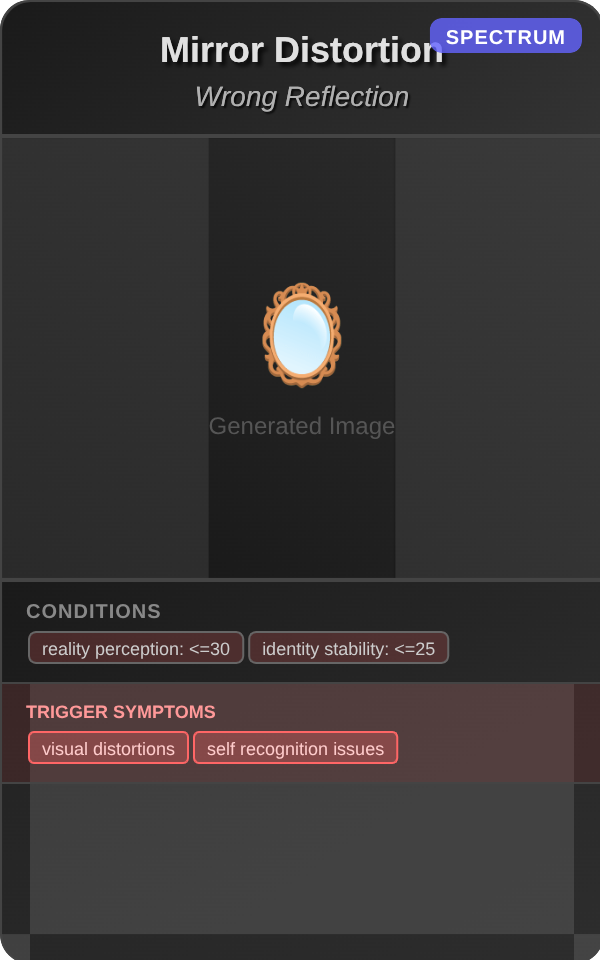 Mirror Distortion
SPECTRUM
Wrong Reflection
Generated Image
CONDITIONS
reality perception: <=30 identity stability: <=25
TRIGGER SYMPTOMS
visual distortions self recognition issues